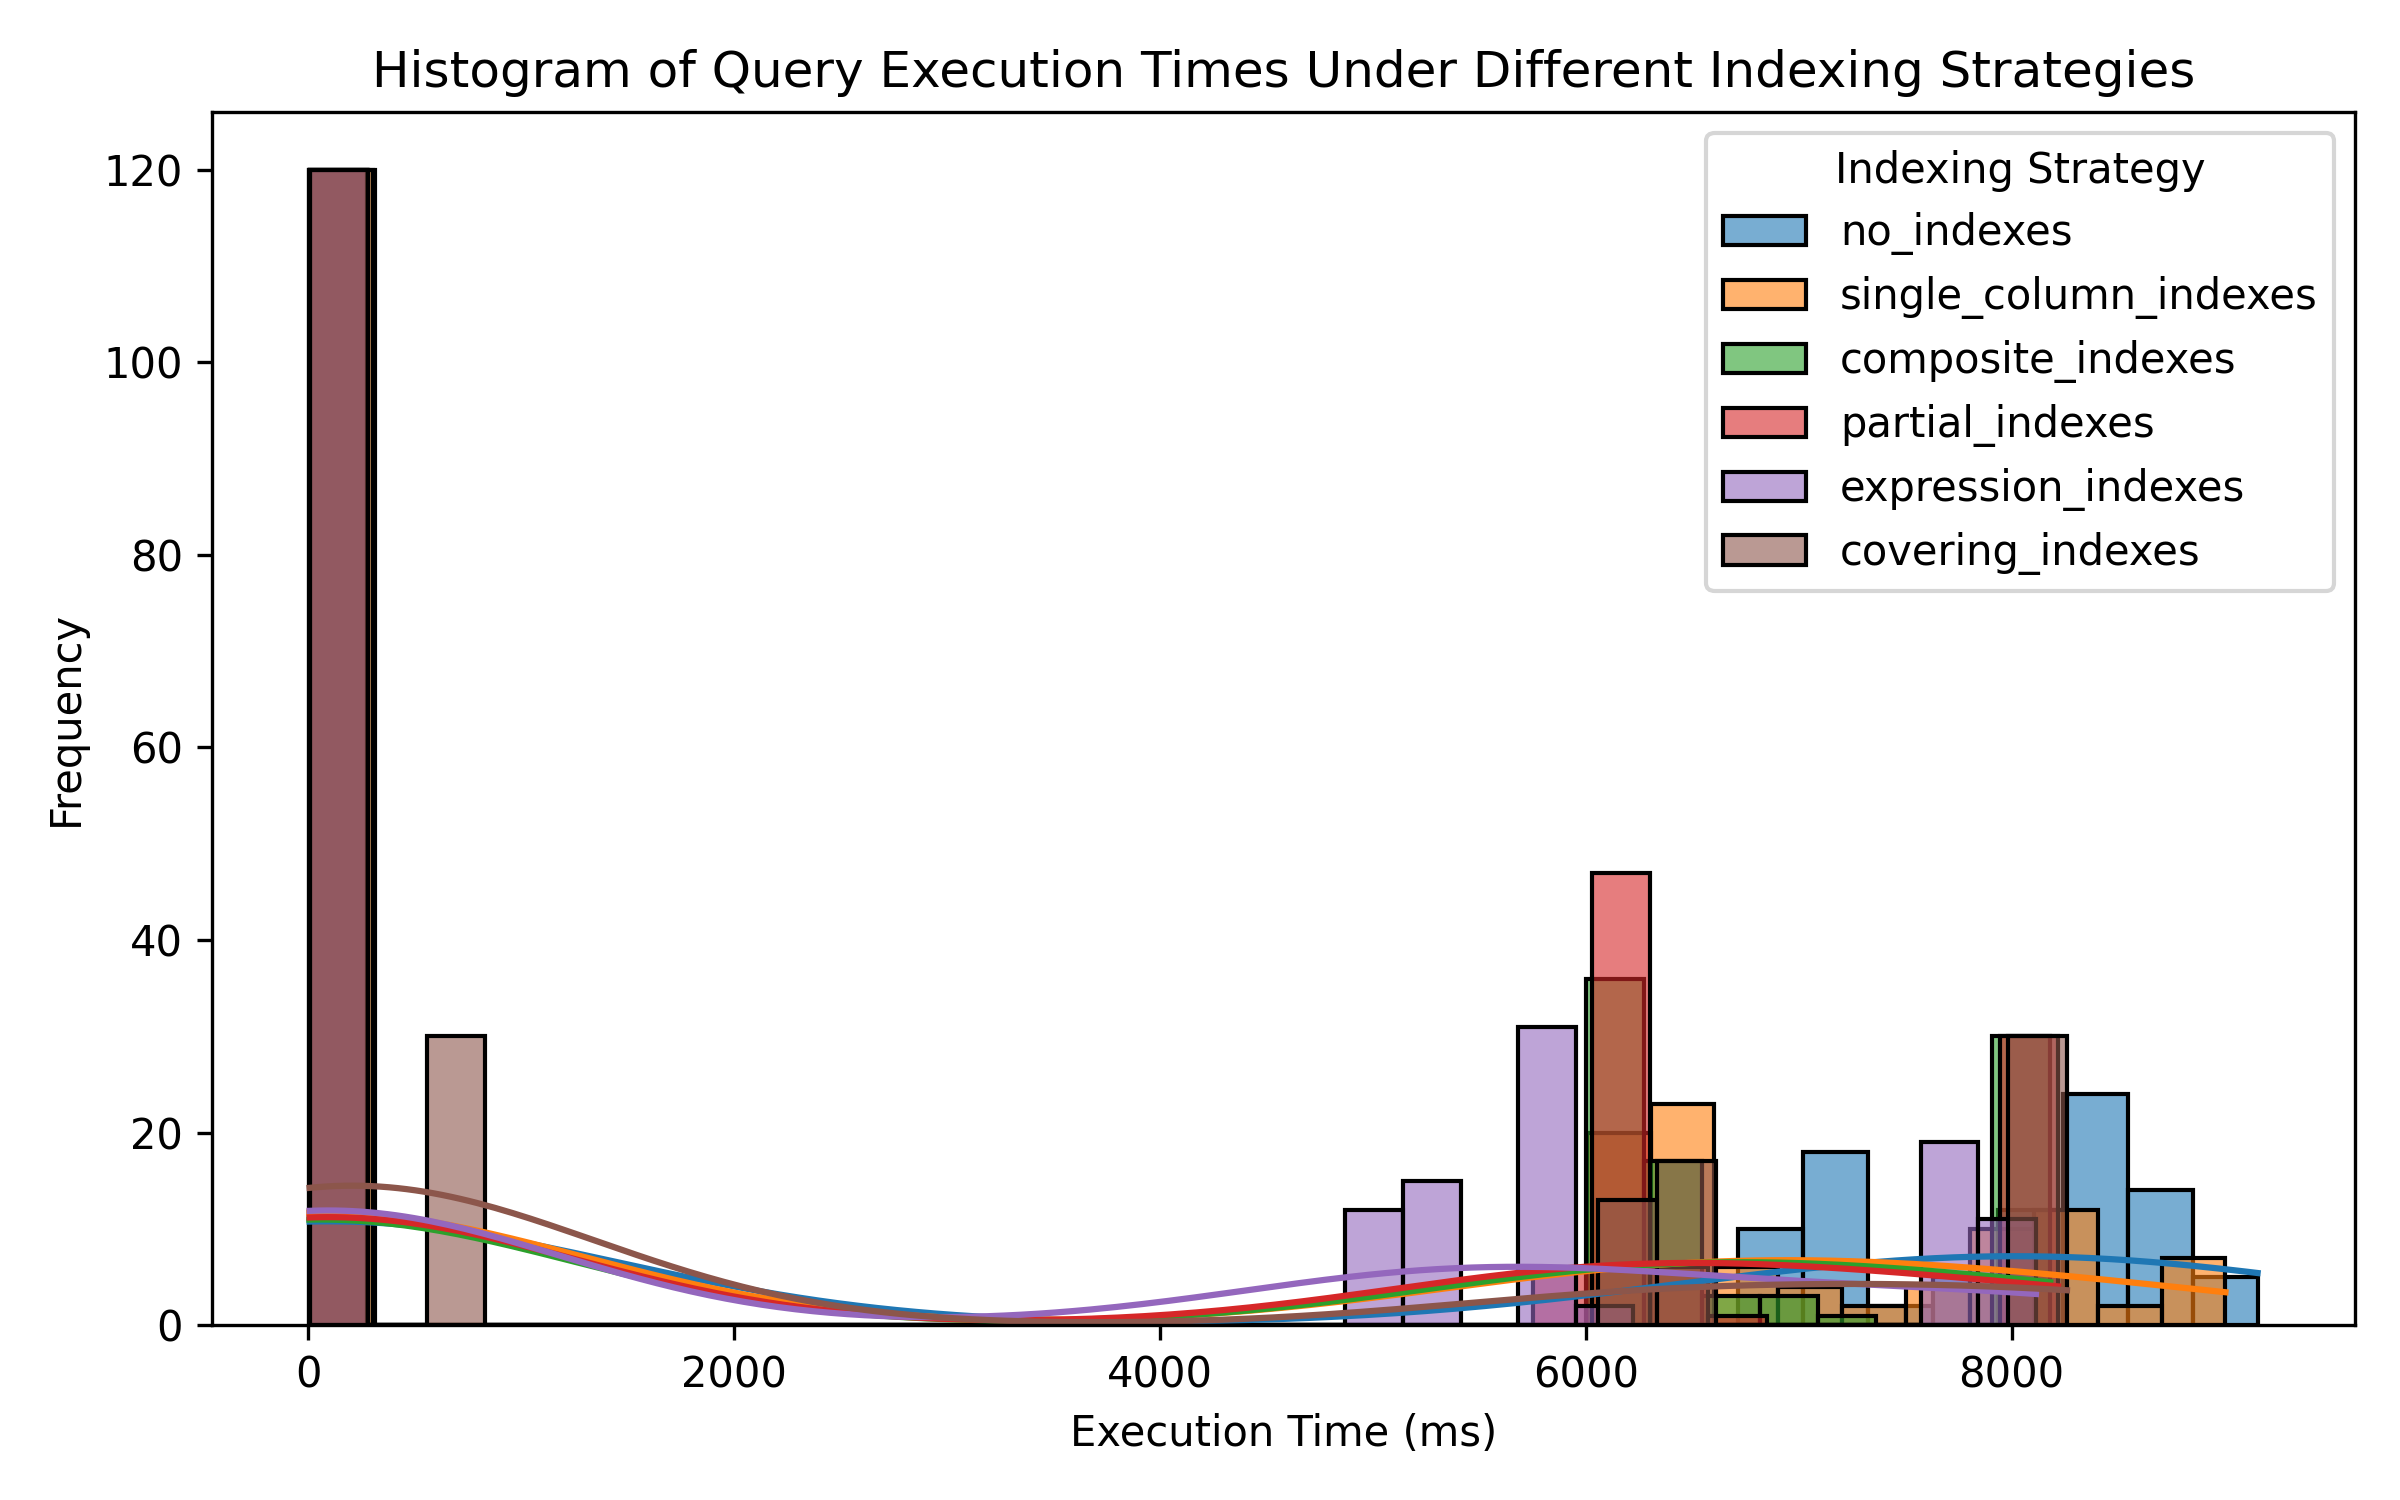 Histogram of Query Execution Times Under Different Indexing Strategies
Indexing Strategy
no_indexes
single_column_indexes
composite_indexes
partial_indexes
expression_indexes
covering_indexes
Frequency
120
100
80
60
40
20
0
0 2000 4000 6000 8000
Execution Time (ms)